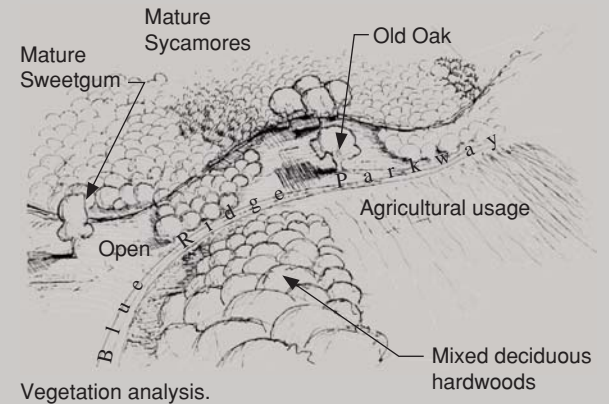 Mature
Sycamores
Old Oak
Mature
Sweetgum
Blue Ridge Parkway
Agricultural usage
Open
Mixed deciduous
hardwoods
Vegetation analysis.